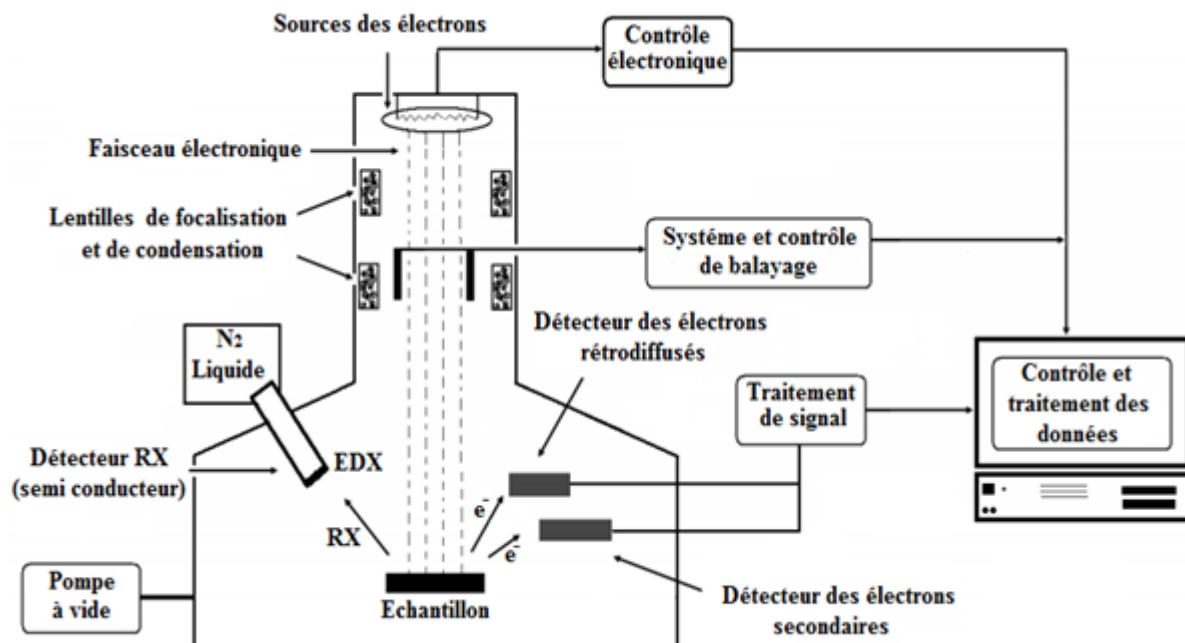 Sources des électrons
Contrôle
électronique
Faisceau électronique
Lentilles de focalisation
et de condensation
Systéme et contrôle
de balayage
N2
Liquide
Détecteur des électrons
rétrodiffusés
Traitement
de signal
Contrôle et
traitement des
données
Détecteur RX
(semi conducteur)
EDX
RX
e-
e-
Pompe
à vide
Echantillon
Détecteur des électrons
secondaires